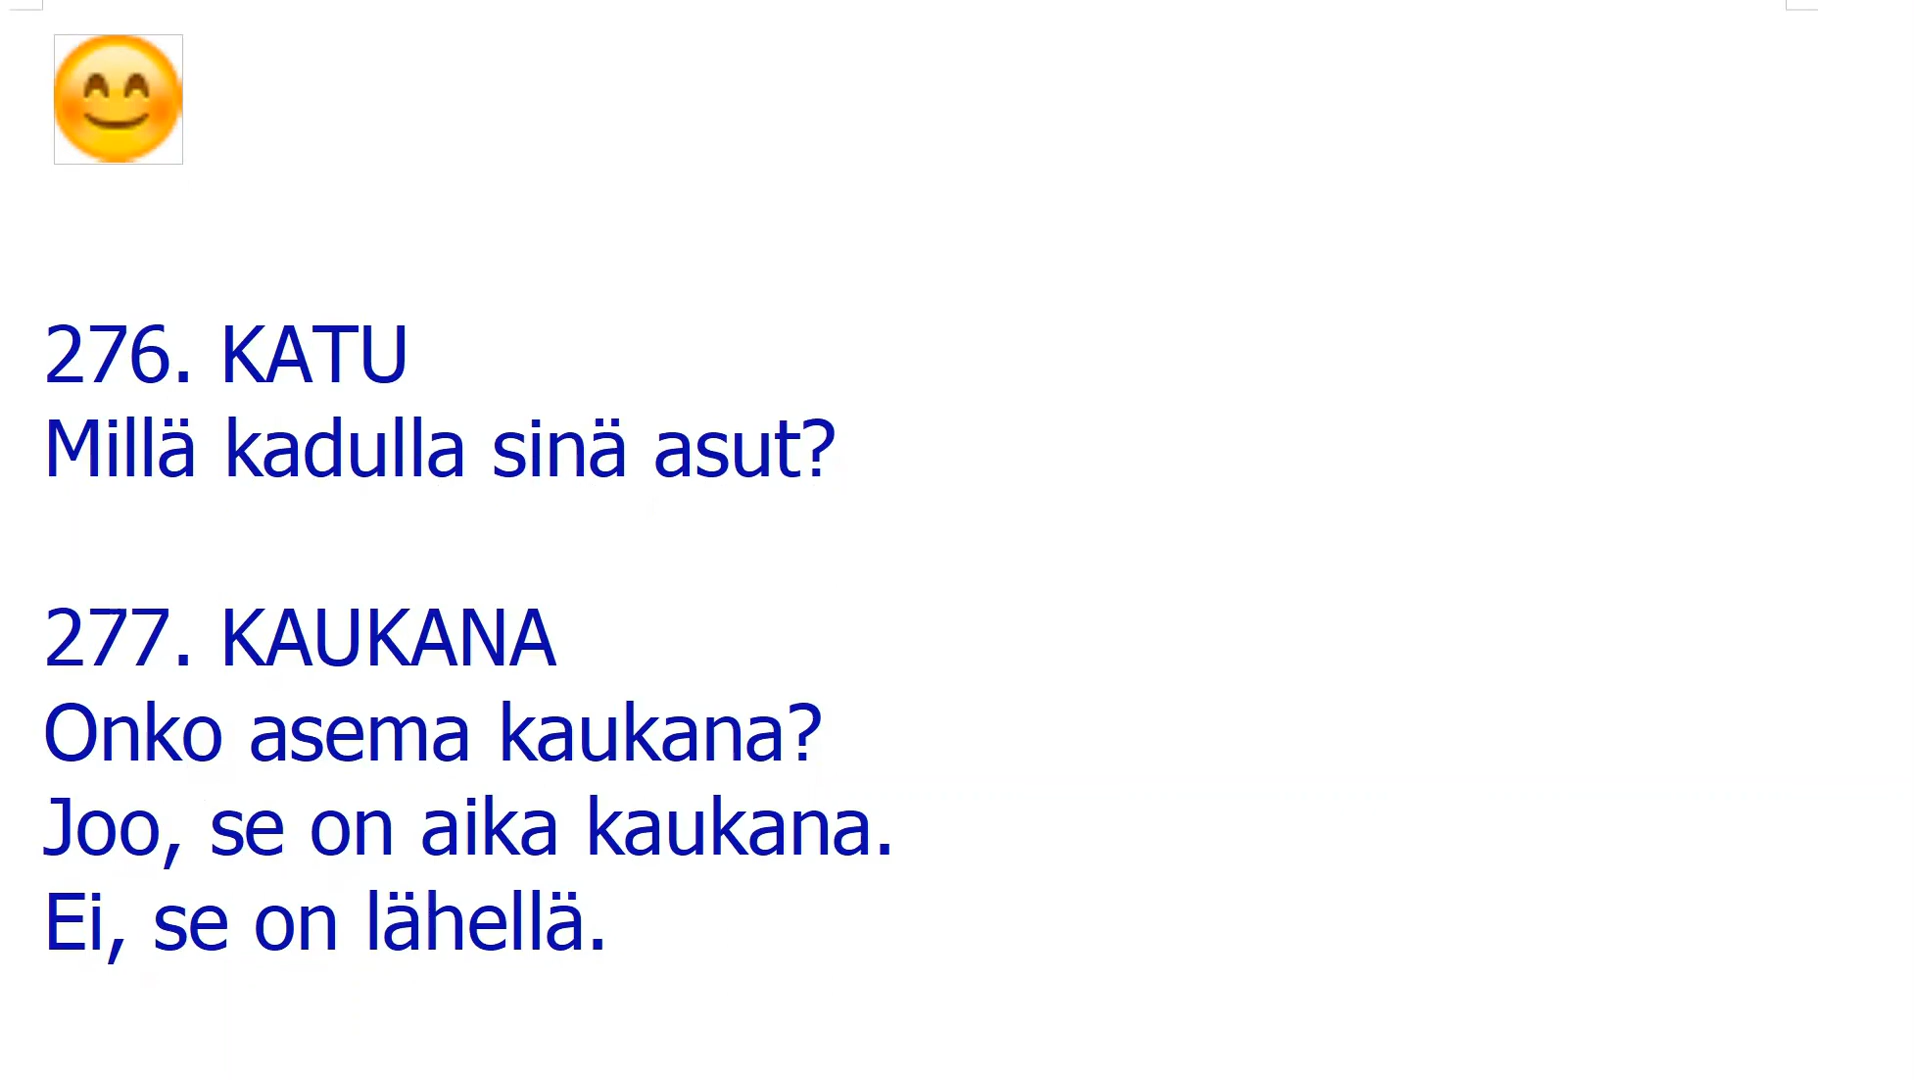 276. KATU
Millä kadulla sinä asut?
277. KAUKANA
Onko asema kaukana?
Joo, se on aika kaukana.
Ei, se on lähellä.